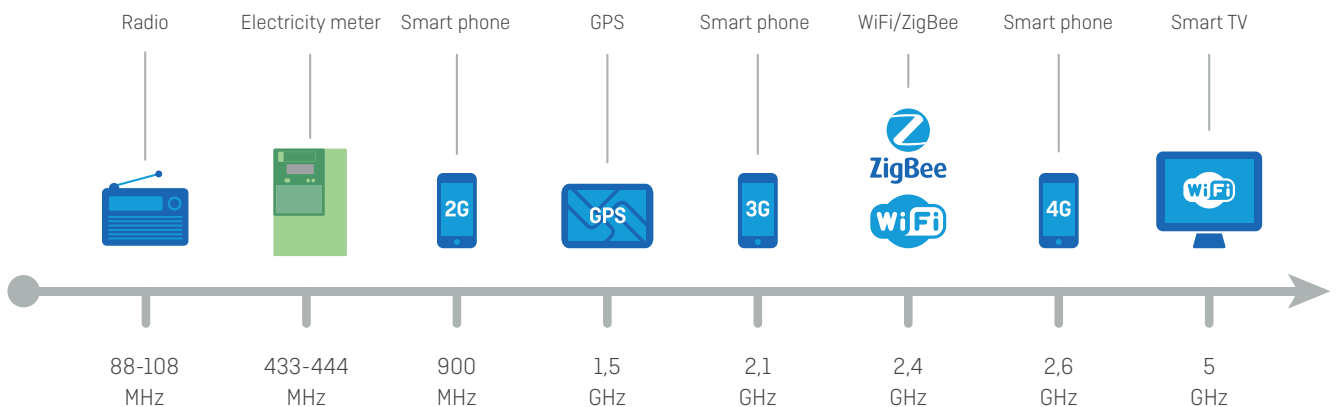 Radio
Electricity meter
Smart phone
GPS
Smart phone
WiFi/ZigBee
Smart phone
Smart TV
2G
GPS
3G
ZigBee
WiFi
4G
WiFi
88-108
MHz
433-444
MHz
900
MHz
1,5
GHz
2,1
GHz
2,4
GHz
2,6
GHz
5
GHz